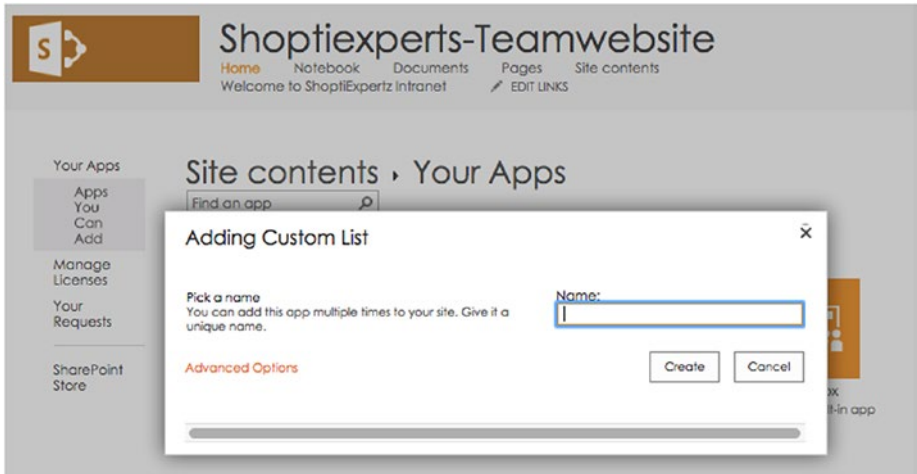 S
Shoptiexperts-Teamwebsite
Home Notebook Documents Pages Site contents
Welcome to ShoptiExpertz Intranet EDIT LINKS
Your Apps
Apps
You
Can
Add
Manage
Licenses
Your
Requests
SharePoint
Store
Site contents › Your Apps
Find an app
Adding Custom List
x
Pick a name
You can add this app multiple times to your site. Give it a
unique name.
Name:
Advanced Options
Create Cancel
ox
lt-in app